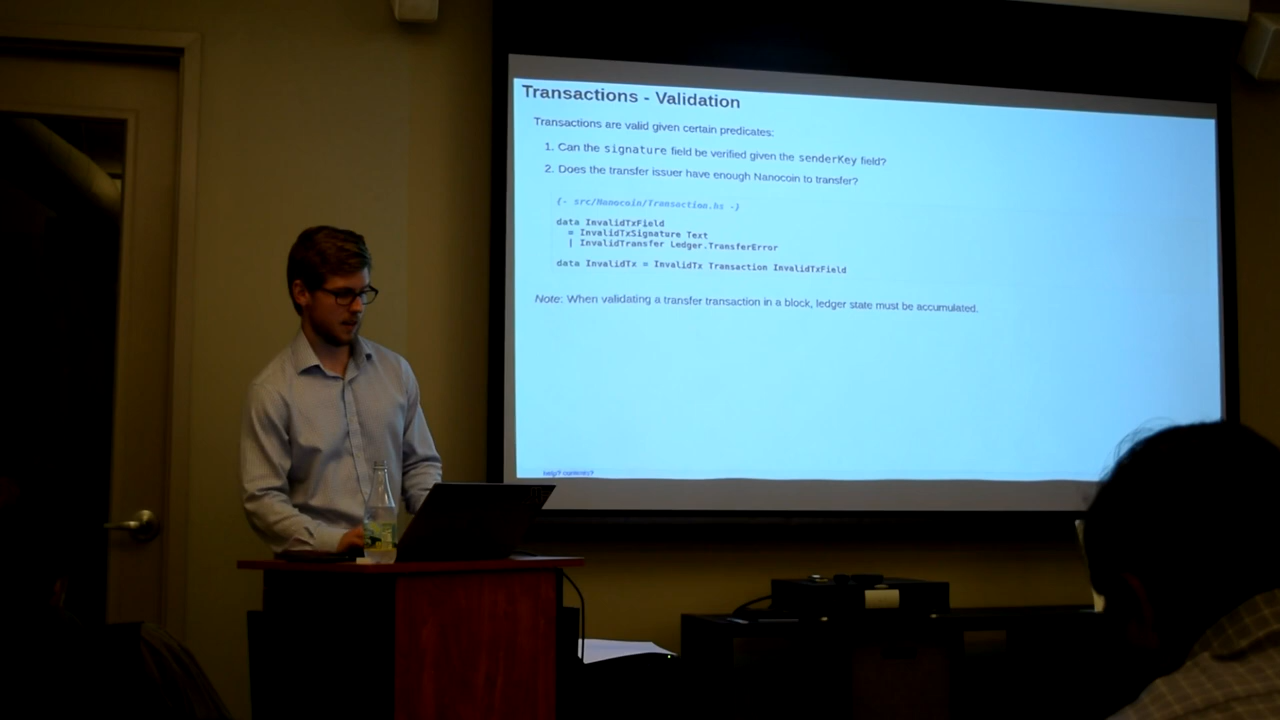 Transactions - Validation
Transactions are valid given certain predicates:
1. Can the signature field be verified given the senderKey field?
2. Does the transfer issuer have enough Nanocoin to transfer?
{- src/Nanocoin/Transaction.hs -}
data InvalidTxField
= InvalidTxSignature Text
| InvalidTransfer Ledger.TransferError
data InvalidTx = InvalidTx Transaction InvalidTxField
Note: When validating a transfer transaction in a block, ledger state must be accumulated.